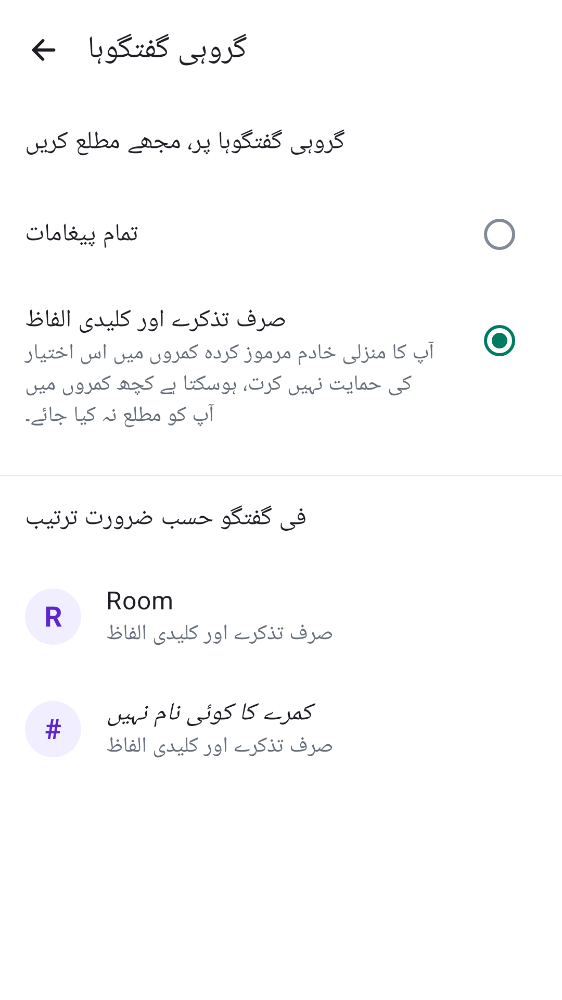 گروہی گفتگوہا
گروہی گفتگوہا پر، مجھے مطلع کریں
تمام پیغامات
صرف تذکرے اور کلیدی الفاظ
آپ کا منزلی خادم مرموز کردہ کمروں میں اس اختیار
کی حمایت نہیں کرت، ہوسکتا ہے کچھ کمروں میں
آپ کو مطلع نہ کیا جائے۔
فی گفتگو حسب ضرورت ترتیب
R
Room
صرف تذکرے اور کلیدی الفاظ
#
کمرے کا کوئی نام نہیں
صرف تذکرے اور کلیدی الفاظ